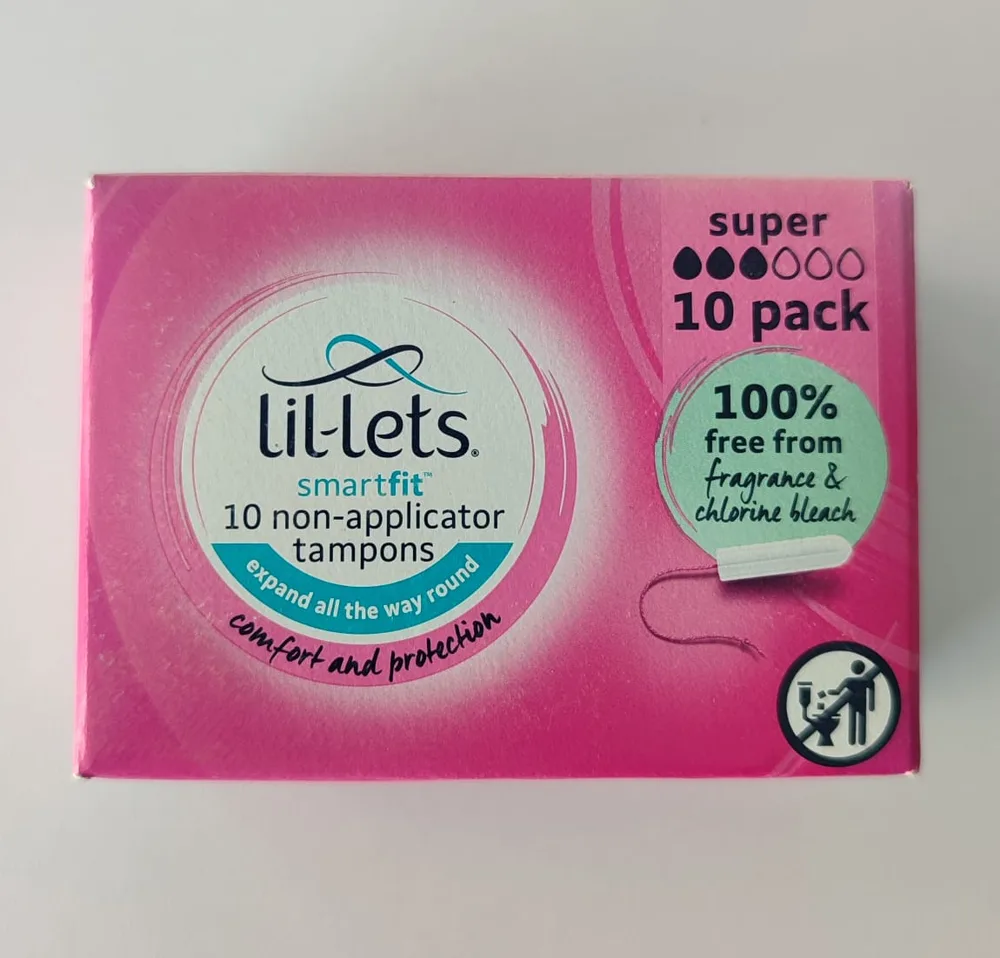 super
10 pack
lil-lets®
smartfit™
10 non-applicator
tampons
expand all the way round
comfort and protection
100%
free from
fragrance &
chlorine bleach